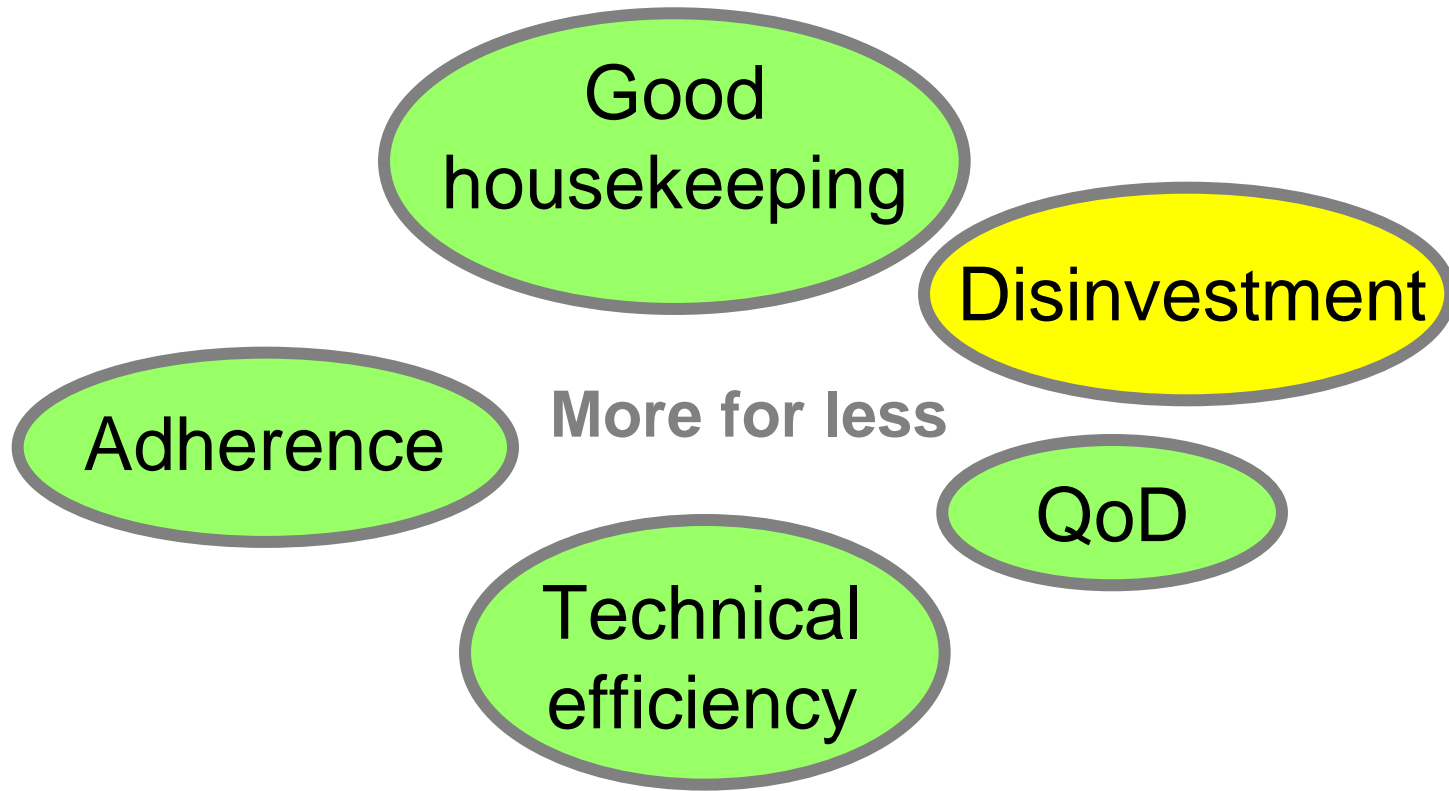 Good
housekeeping
Disinvestment
More for less
Adherence
QoD
Technical
efficiency